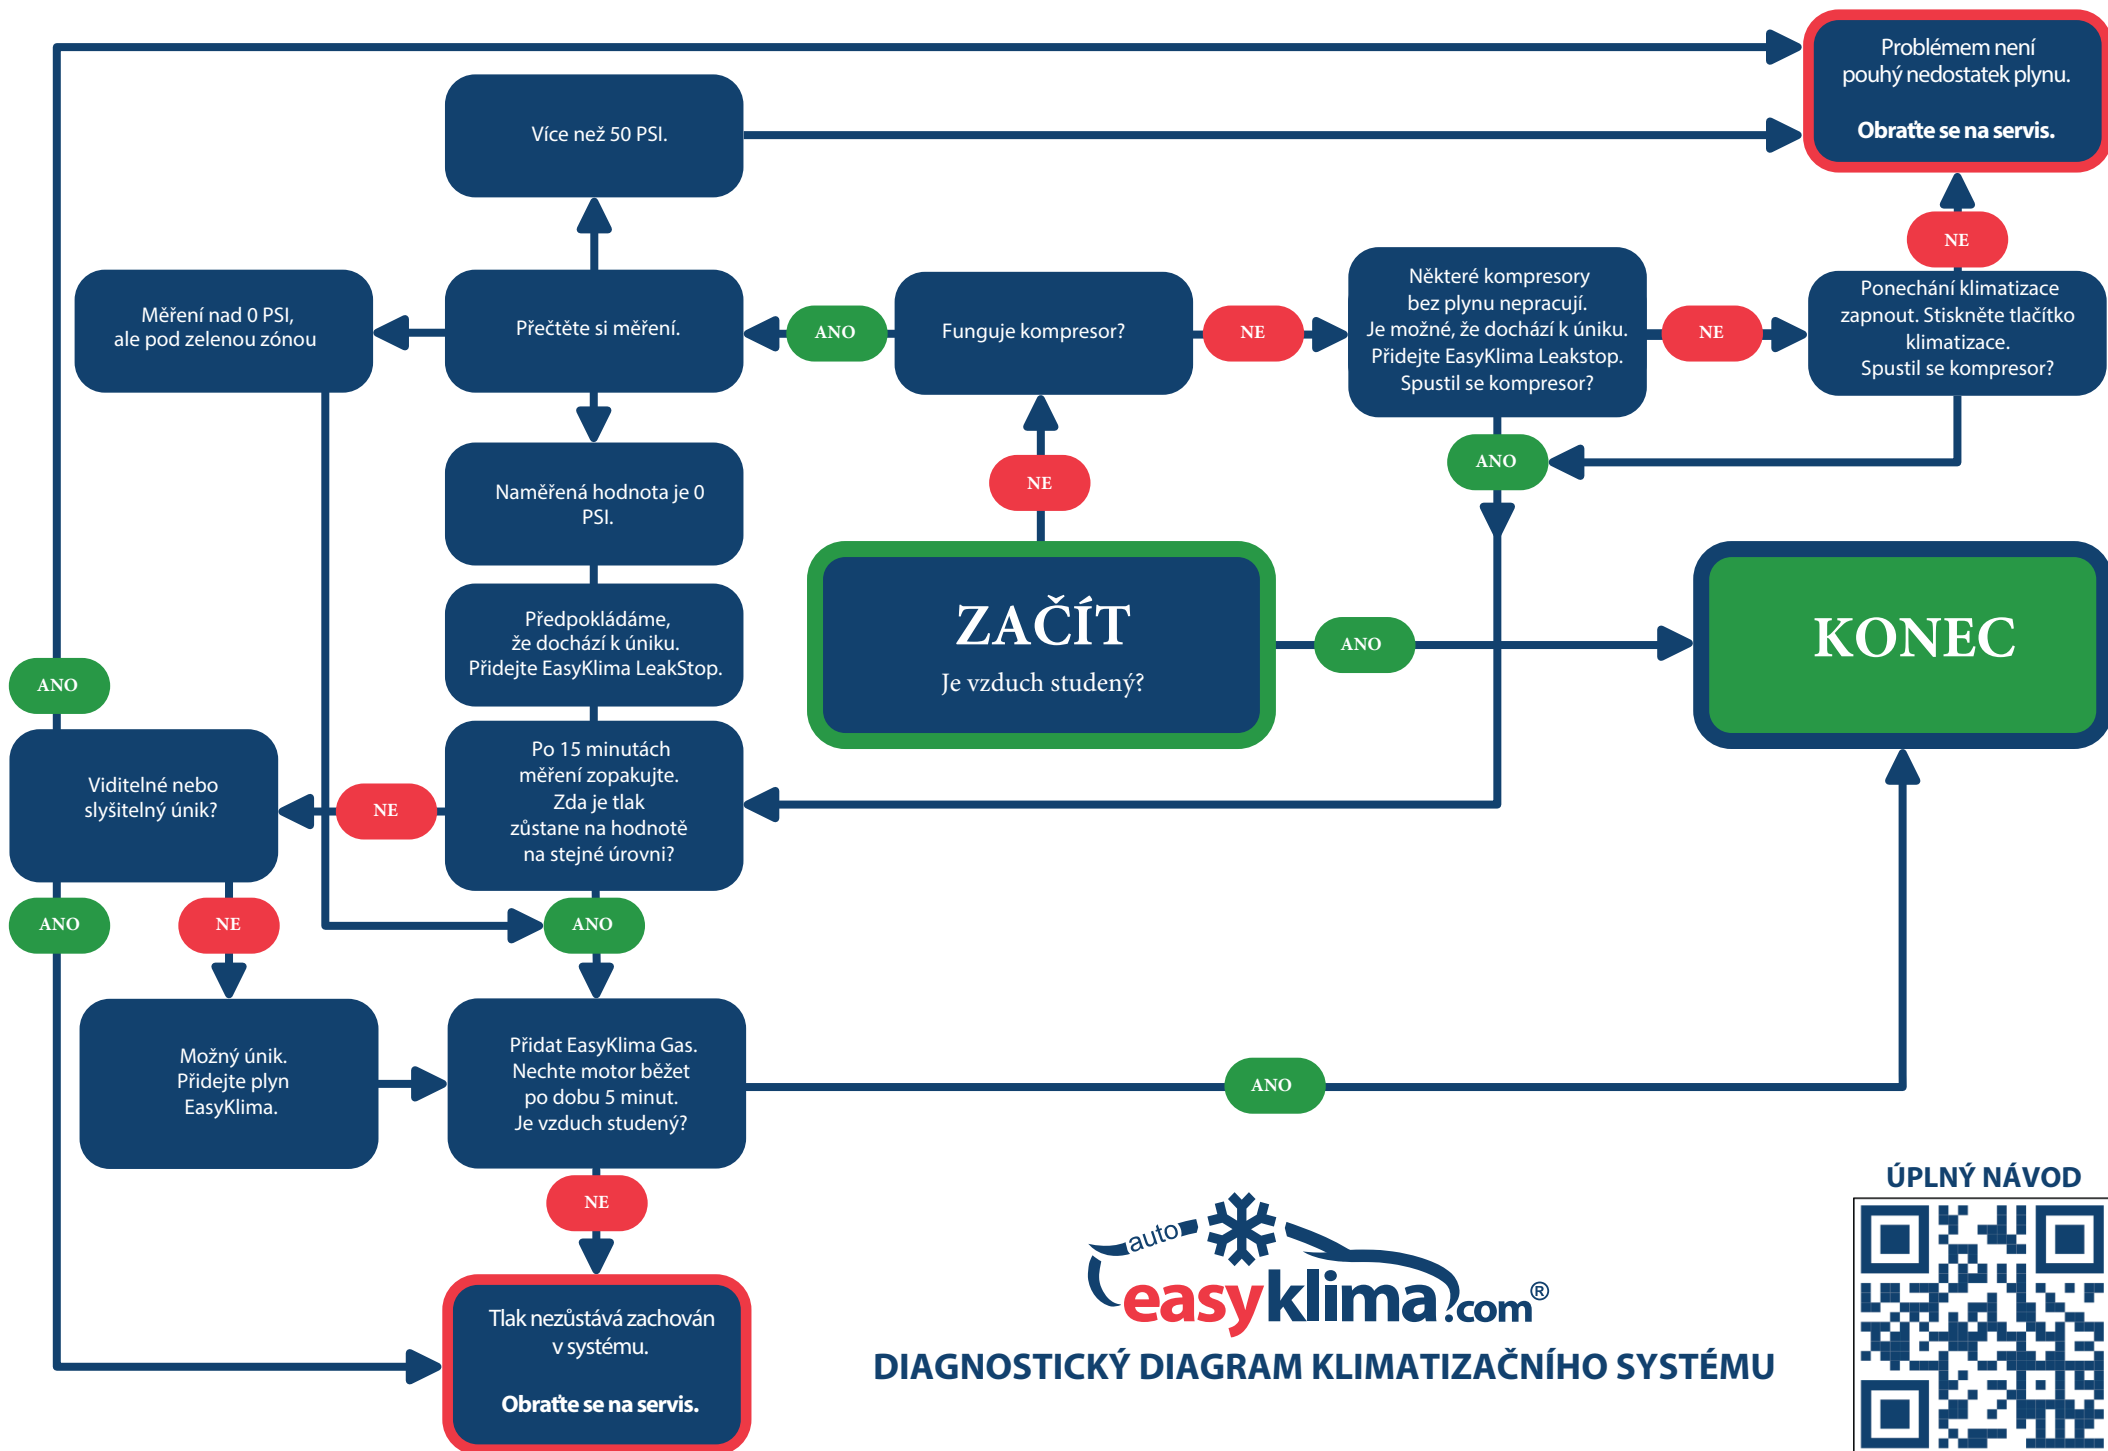 Problémem není
pouhý nedostatek plynu.
Obraťte se na servis.
Více než 50 PSI.
NE
Měření nad 0 PSI,
ale pod zelenou zónou
Přečtěte si měření.
ANO
Funguje kompresor?
NE
Některé kompresory
bez plynu nepracují.
Je možné, že dochází k úniku.
Přidejte EasyKlima Leakstop.
Spustil se kompresor?
NE
Ponechání klimatizace
zapnout. Stiskněte tlačítko
klimatizace.
Spustil se kompresor?
ANO
NE
Naměřená hodnota je 0
PSI.
Předpokládáme,
že dochází k úniku.
Přidejte EasyKlima LeakStop.
ZAČÍT
Je vzduch studený?
ANO
KONEC
ANO
Viditelné nebo
slyšitelný únik?
NE
Po 15 minutách
měření zopakujte.
Zda je tlak
zůstane na hodnotě
na stejné úrovni?
ANO
NE
ANO
Možný únik.
Přidejte plyn
EasyKlima.
Přidat EasyKlima Gas.
Nechte motor běžet
po dobu 5 minut.
Je vzduch studený?
ANO
NE
Tlak nezůstává zachován
v systému.
Obraťte se na servis.
auto
easyklima.com®
DIAGNOSTICKÝ DIAGRAM KLIMATIZAČNÍHO SYSTÉMU
ÚPLNÝ NÁVOD